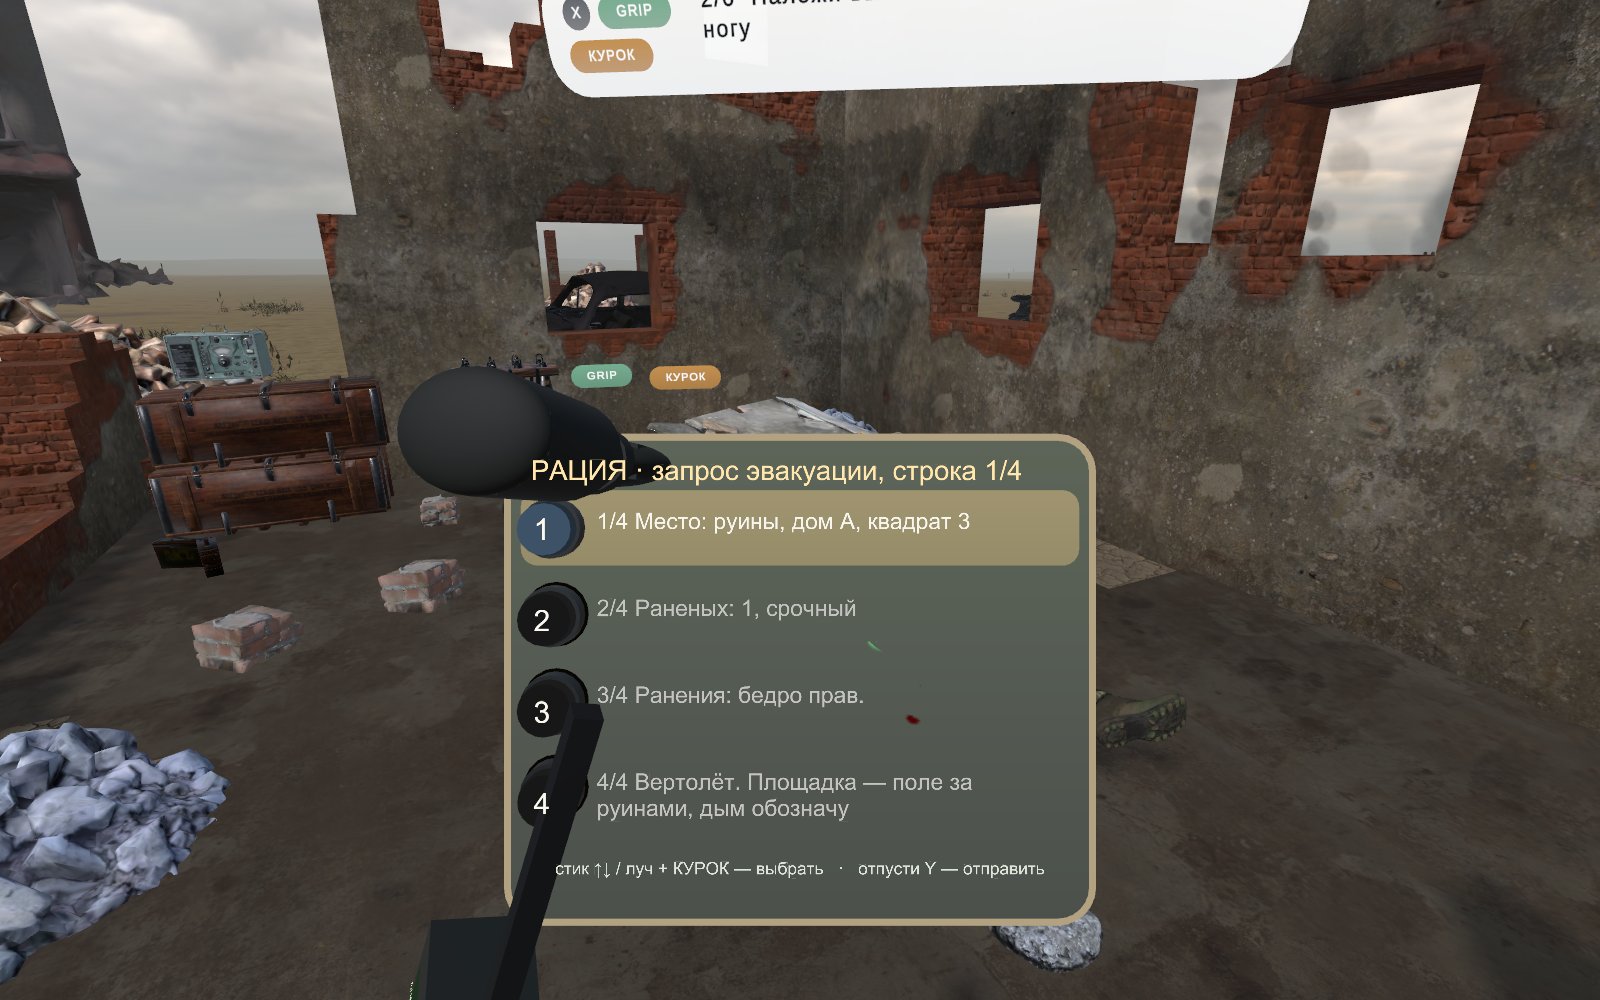 X GRIP
КУРОК
2/6
ногу
GRIP КУРОК
РАЦИЯ · запрос эвакуации, строка 1/4
1 1/4 Место: руины, дом А, квадрат 3
2 2/4 Раненых: 1, срочный
3 3/4 Ранения: бедро прав.
4 4/4 Вертолёт. Площадка — поле за
руинами, дым обозначу
стик ↑↓ / луч + КУРОК — выбрать · отпусти Y — отправить